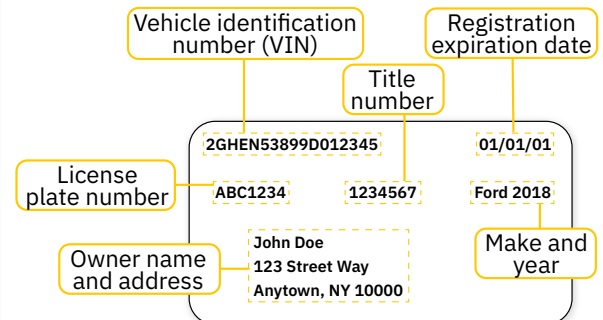 Vehicle identification
number (VIN)
Registration
expiration date
Title
number
2GHEN53899D012345
01/01/01
License
plate number
ABC1234
1234567
Ford 2018
Owner name
and address
John Doe
123 Street Way
Anytown, NY 10000
Make and
year